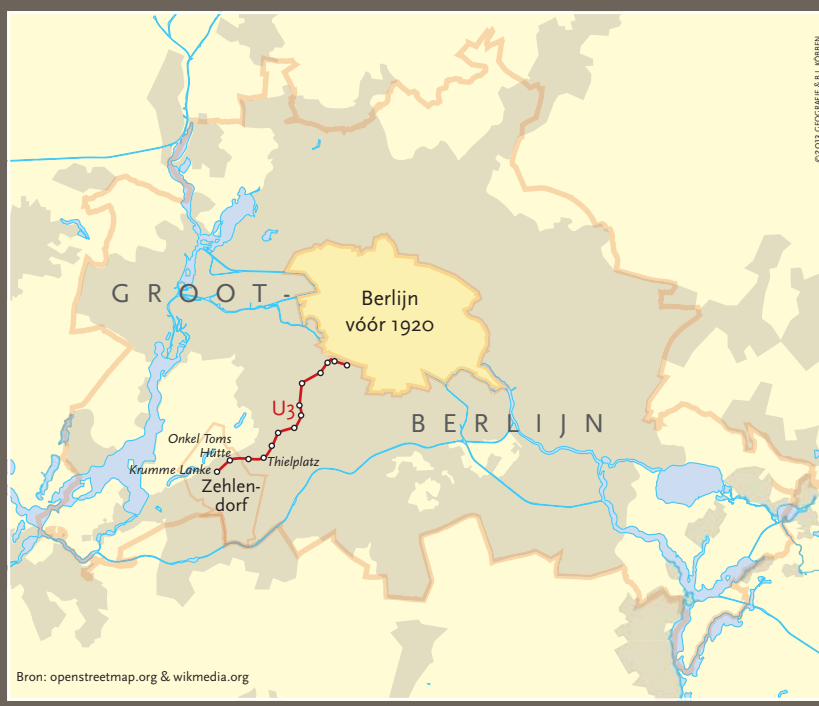 ©2013 GEOGRAFIE & B.J. KÖBBEN
GROOT-
Berlijn
vóór 1920
U3
BERLIJN
Onkel Toms
Hütte
Krumme Lanke
Thielplatz
Zehlen-
dorf
Bron: openstreetmap.org & wikmedia.org